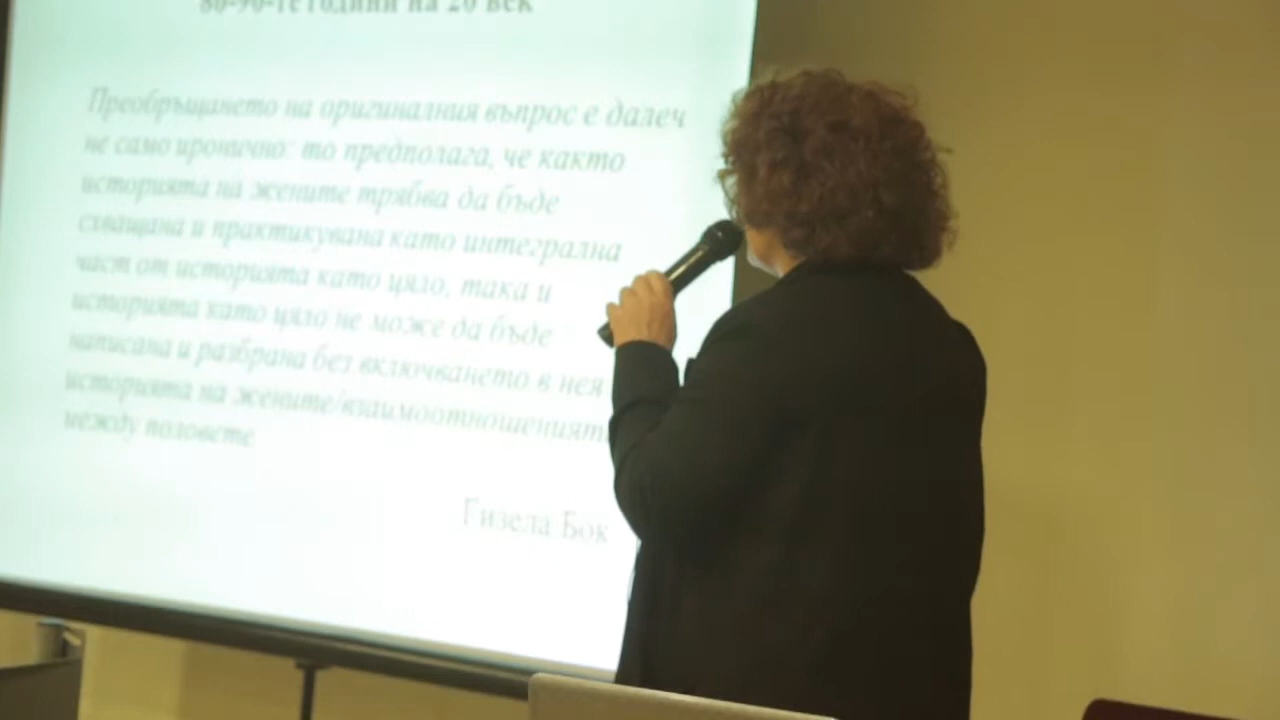 80-90-те години на 20 век
Преобръщането на оригиналния въпрос е далеч
не само иронично: то предполага, че както
историята на жените трябва да бъде
схващана и практикувана като интегрална
част от историята като цяло, така и
историята като цяло не може да бъде
написана и разбрана без включването в нея
историята на жените/взаимоотношенията
между половете
Гизела Бок